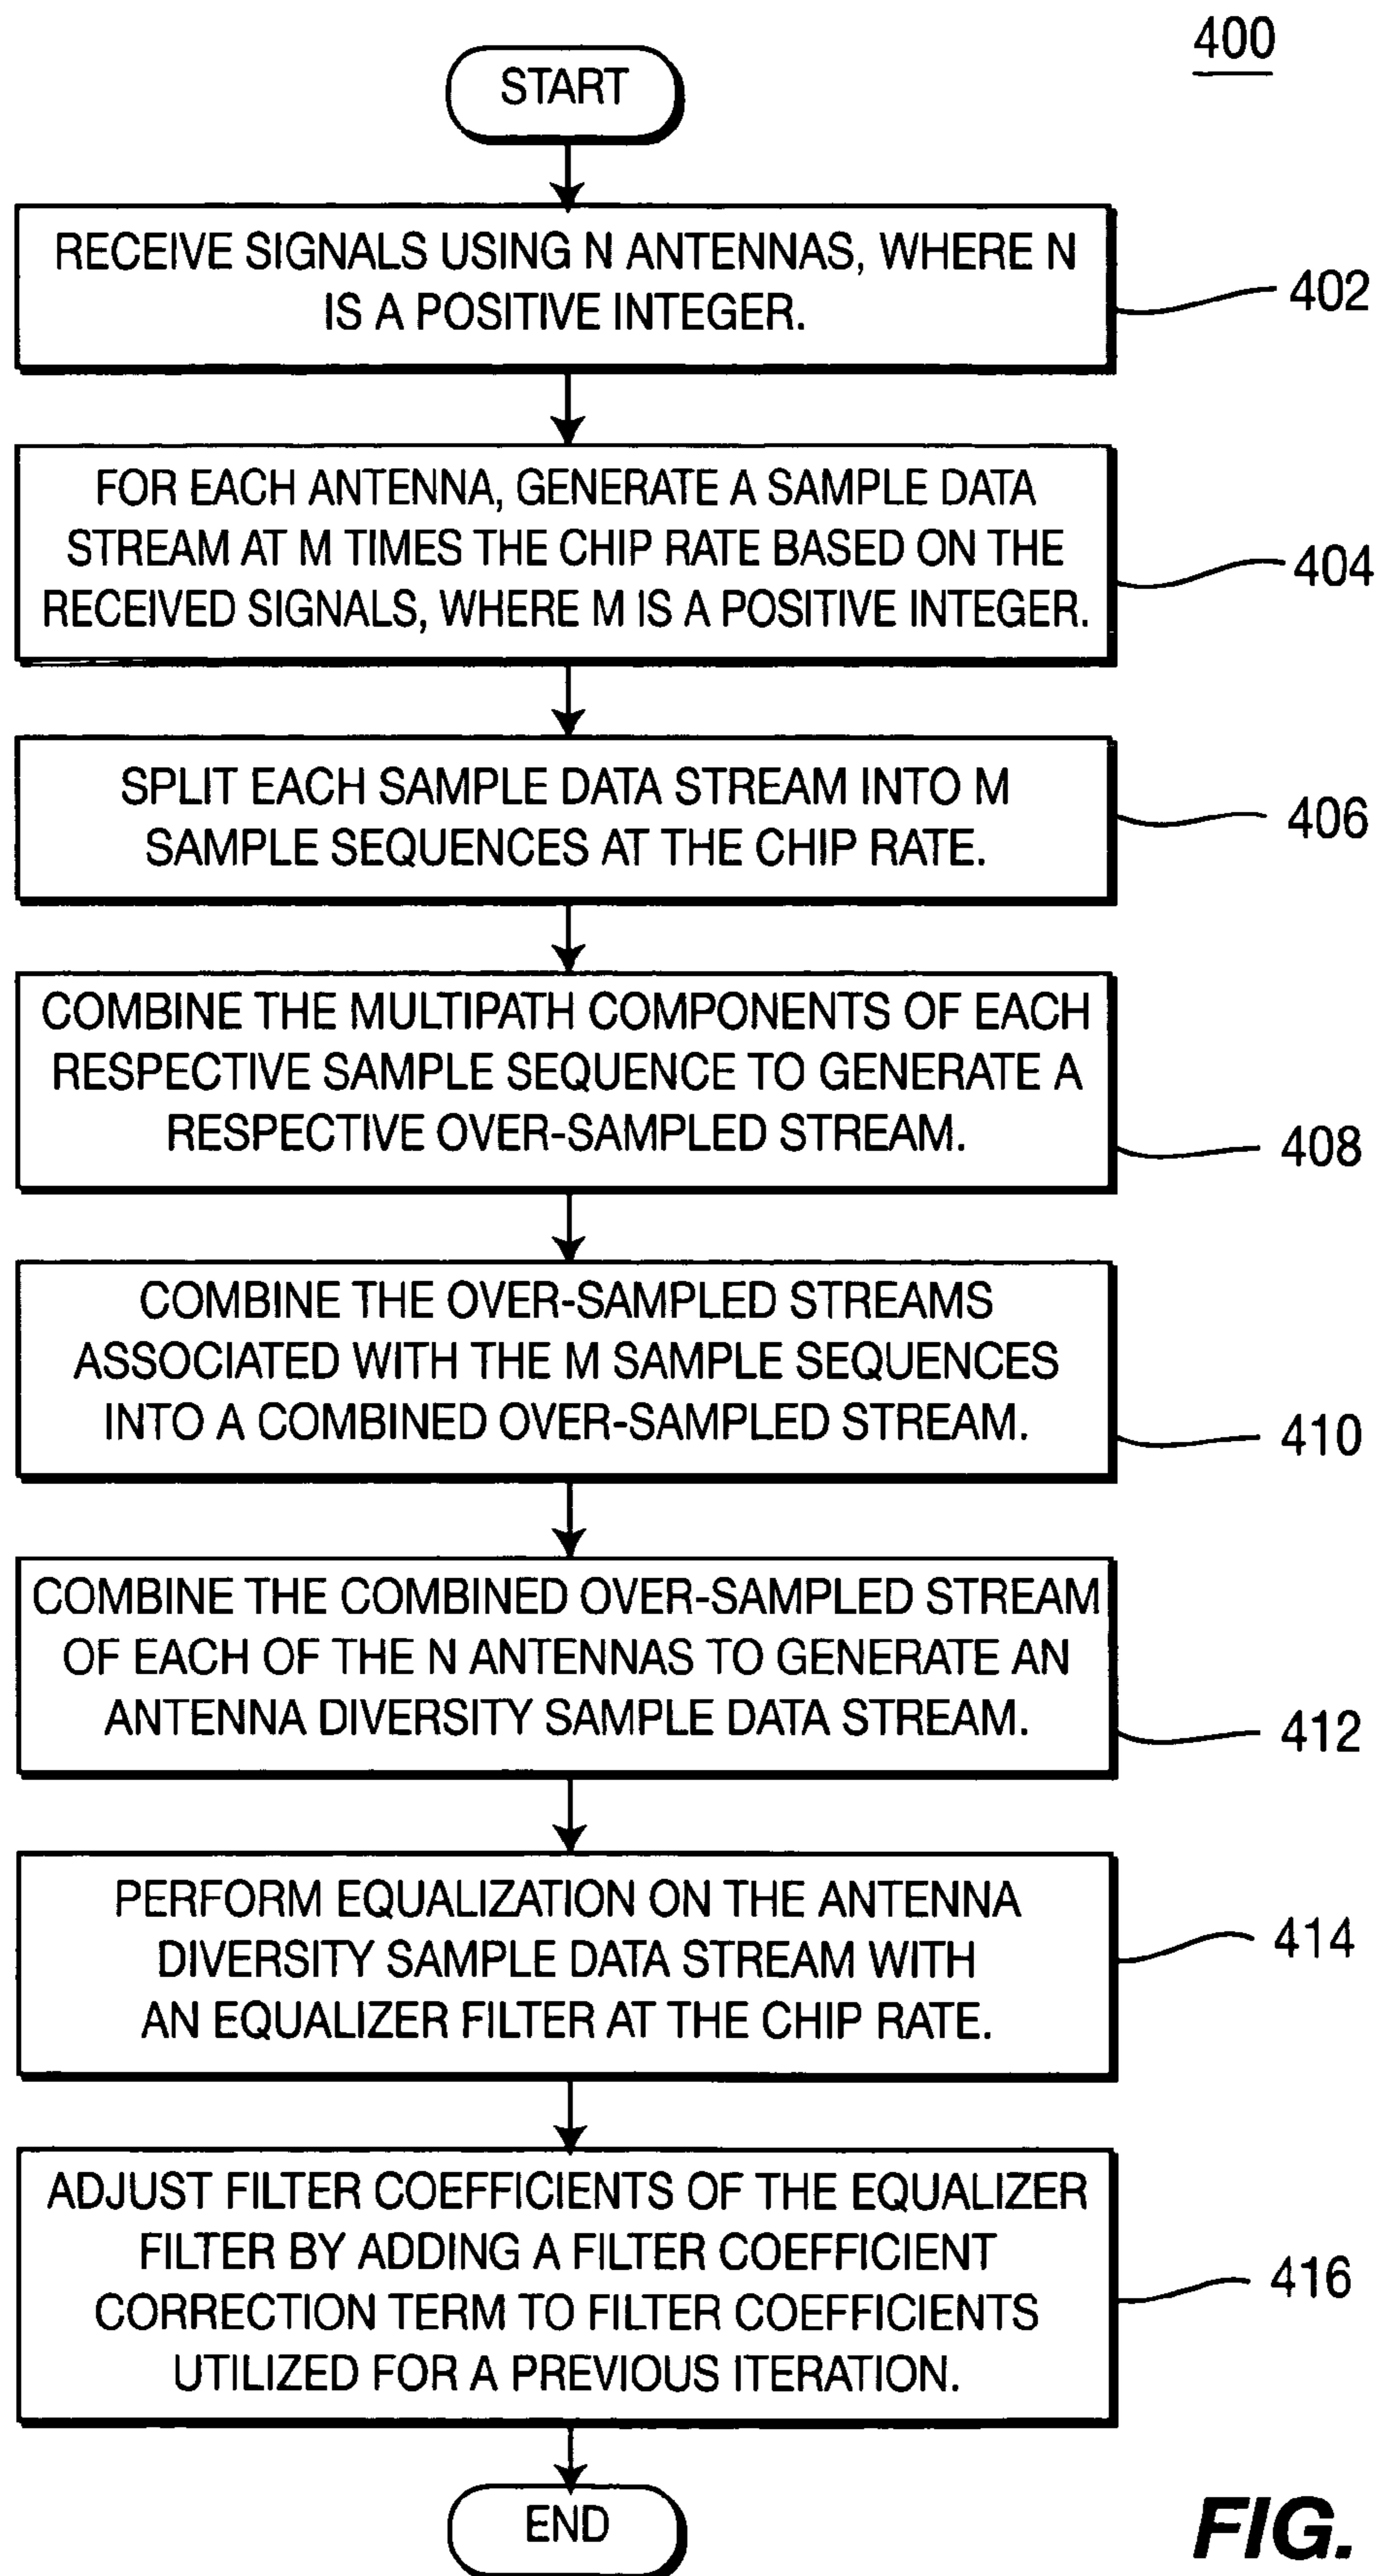 400
START
RECEIVE SIGNALS USING N ANTENNAS, WHERE N
IS A POSITIVE INTEGER.
402
FOR EACH ANTENNA, GENERATE A SAMPLE DATA
STREAM AT M TIMES THE CHIP RATE BASED ON THE
RECEIVED SIGNALS, WHERE M IS A POSITIVE INTEGER.
404
SPLIT EACH SAMPLE DATA STREAM INTO M
SAMPLE SEQUENCES AT THE CHIP RATE.
406
COMBINE THE MULTIPATH COMPONENTS OF EACH
RESPECTIVE SAMPLE SEQUENCE TO GENERATE A
RESPECTIVE OVER-SAMPLED STREAM.
408
COMBINE THE OVER-SAMPLED STREAMS
ASSOCIATED WITH THE M SAMPLE SEQUENCES
INTO A COMBINED OVER-SAMPLED STREAM.
410
COMBINE THE COMBINED OVER-SAMPLED STREAM
OF EACH OF THE N ANTENNAS TO GENERATE AN
ANTENNA DIVERSITY SAMPLE DATA STREAM.
412
PERFORM EQUALIZATION ON THE ANTENNA
DIVERSITY SAMPLE DATA STREAM WITH
AN EQUALIZER FILTER AT THE CHIP RATE.
414
ADJUST FILTER COEFFICIENTS OF THE EQUALIZER
FILTER BY ADDING A FILTER COEFFICIENT
CORRECTION TERM TO FILTER COEFFICIENTS
UTILIZED FOR A PREVIOUS ITERATION.
416
END
FIG.